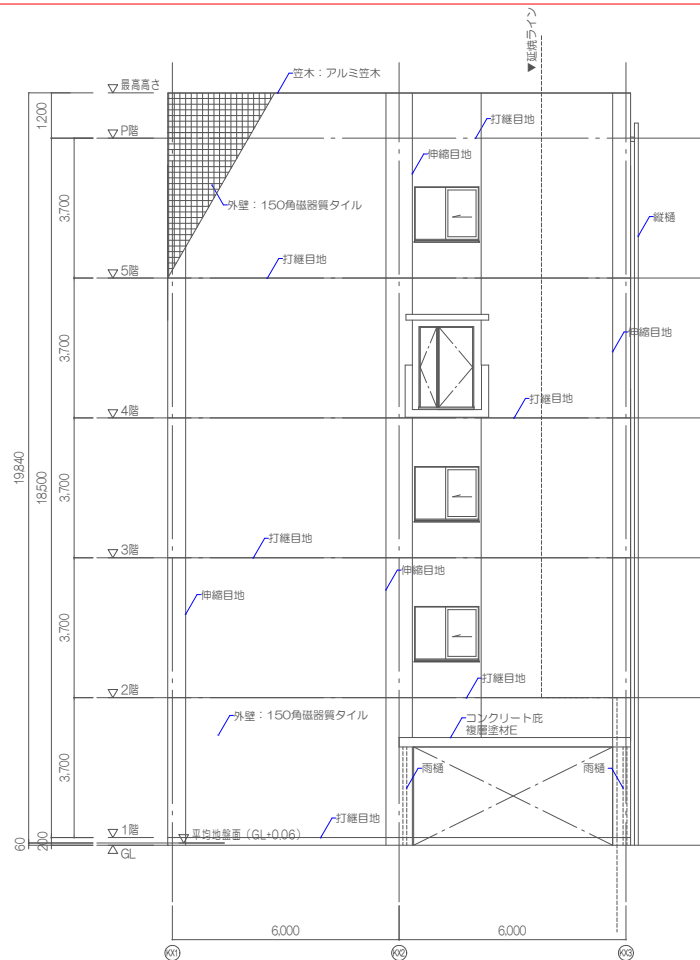 ▼延焼ライン
最高高さ
笠木：アルミ笠木
1,200
P階
打継目地
伸縮目地
3,700
外壁：150角磁器質タイル
縦樋
5階
打継目地
3,700
伸縮目地
打継目地
4階
19,840
18,500
3,700
打継目地
3階
伸縮目地
伸縮目地
3,700
打継目地
2階
外壁：150角磁器質タイル
コンクリート庇
複層塗材E
3,700
雨樋
雨樋
打継目地
1階
平均地盤面（GL+0.06）
60
200
GL
6,000
6,000
KX1
KX2
KX3